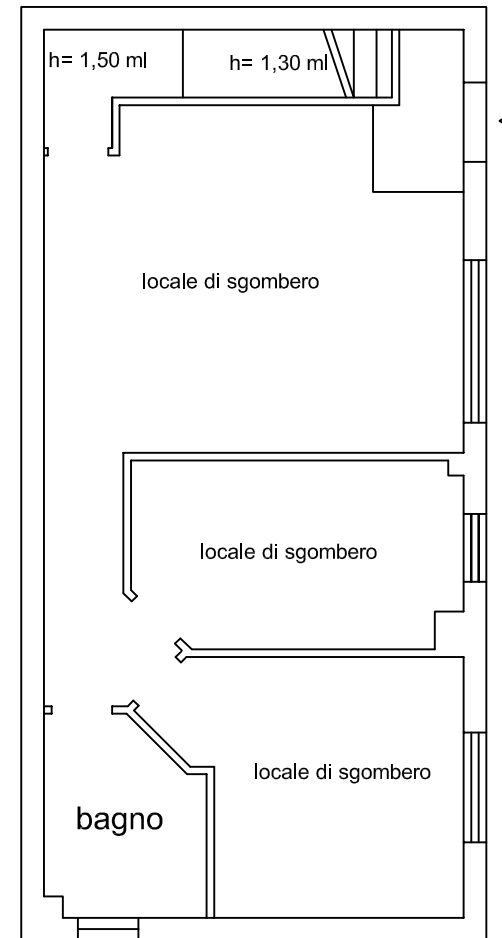 h= 1,50 ml
h= 1,30 ml
locale di sgombero
locale di sgombero
locale di sgombero
bagno